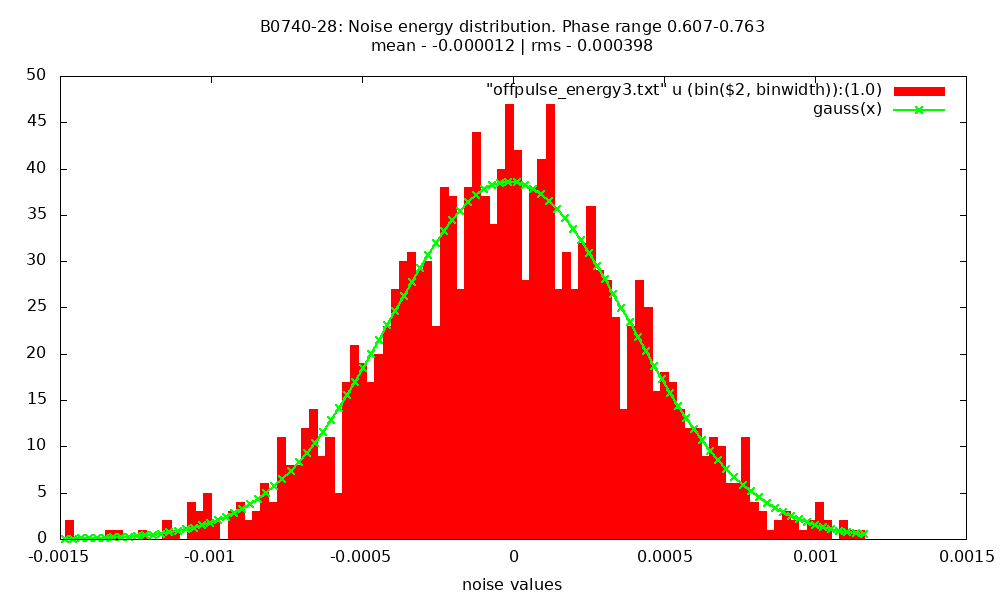 B0740-28: Noise energy distribution. Phase range 0.607-0.763
mean - -0.000012 | rms - 0.000398
"offpulse_energy3.txt" u (bin($2, binwidth)):(1.0)
gauss(x)
50
45
40
35
30
25
20
15
10
5
0
-0.0015 -0.001 -0.0005 0 0.0005 0.001 0.0015
noise values